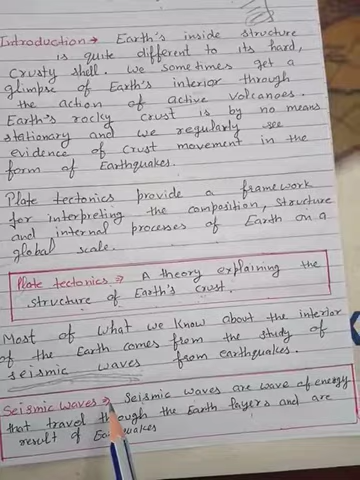 Introduction → Earth's inside structure
is quite different to its hard,
crusty shell. We sometimes get a
glimpse of Earth's interior through
the action of active volcanoes.
Earth's rocky crust is by no means
stationary and we regularly see
evidence of crust movement in the
form of Earthquakes.
Plate tectonics provide a framework
for interpreting the composition, structure
and internal processes of Earth on a
global scale.
Plate tectonics → A theory explaining the
structure of Earth's crust.
Most of what we know about the interior
of the Earth comes from the study of
seismic waves from earthquakes.
Seismic waves → Seismic waves are wave of energy
that travel through the Earth layers and are
result of Earthquakes